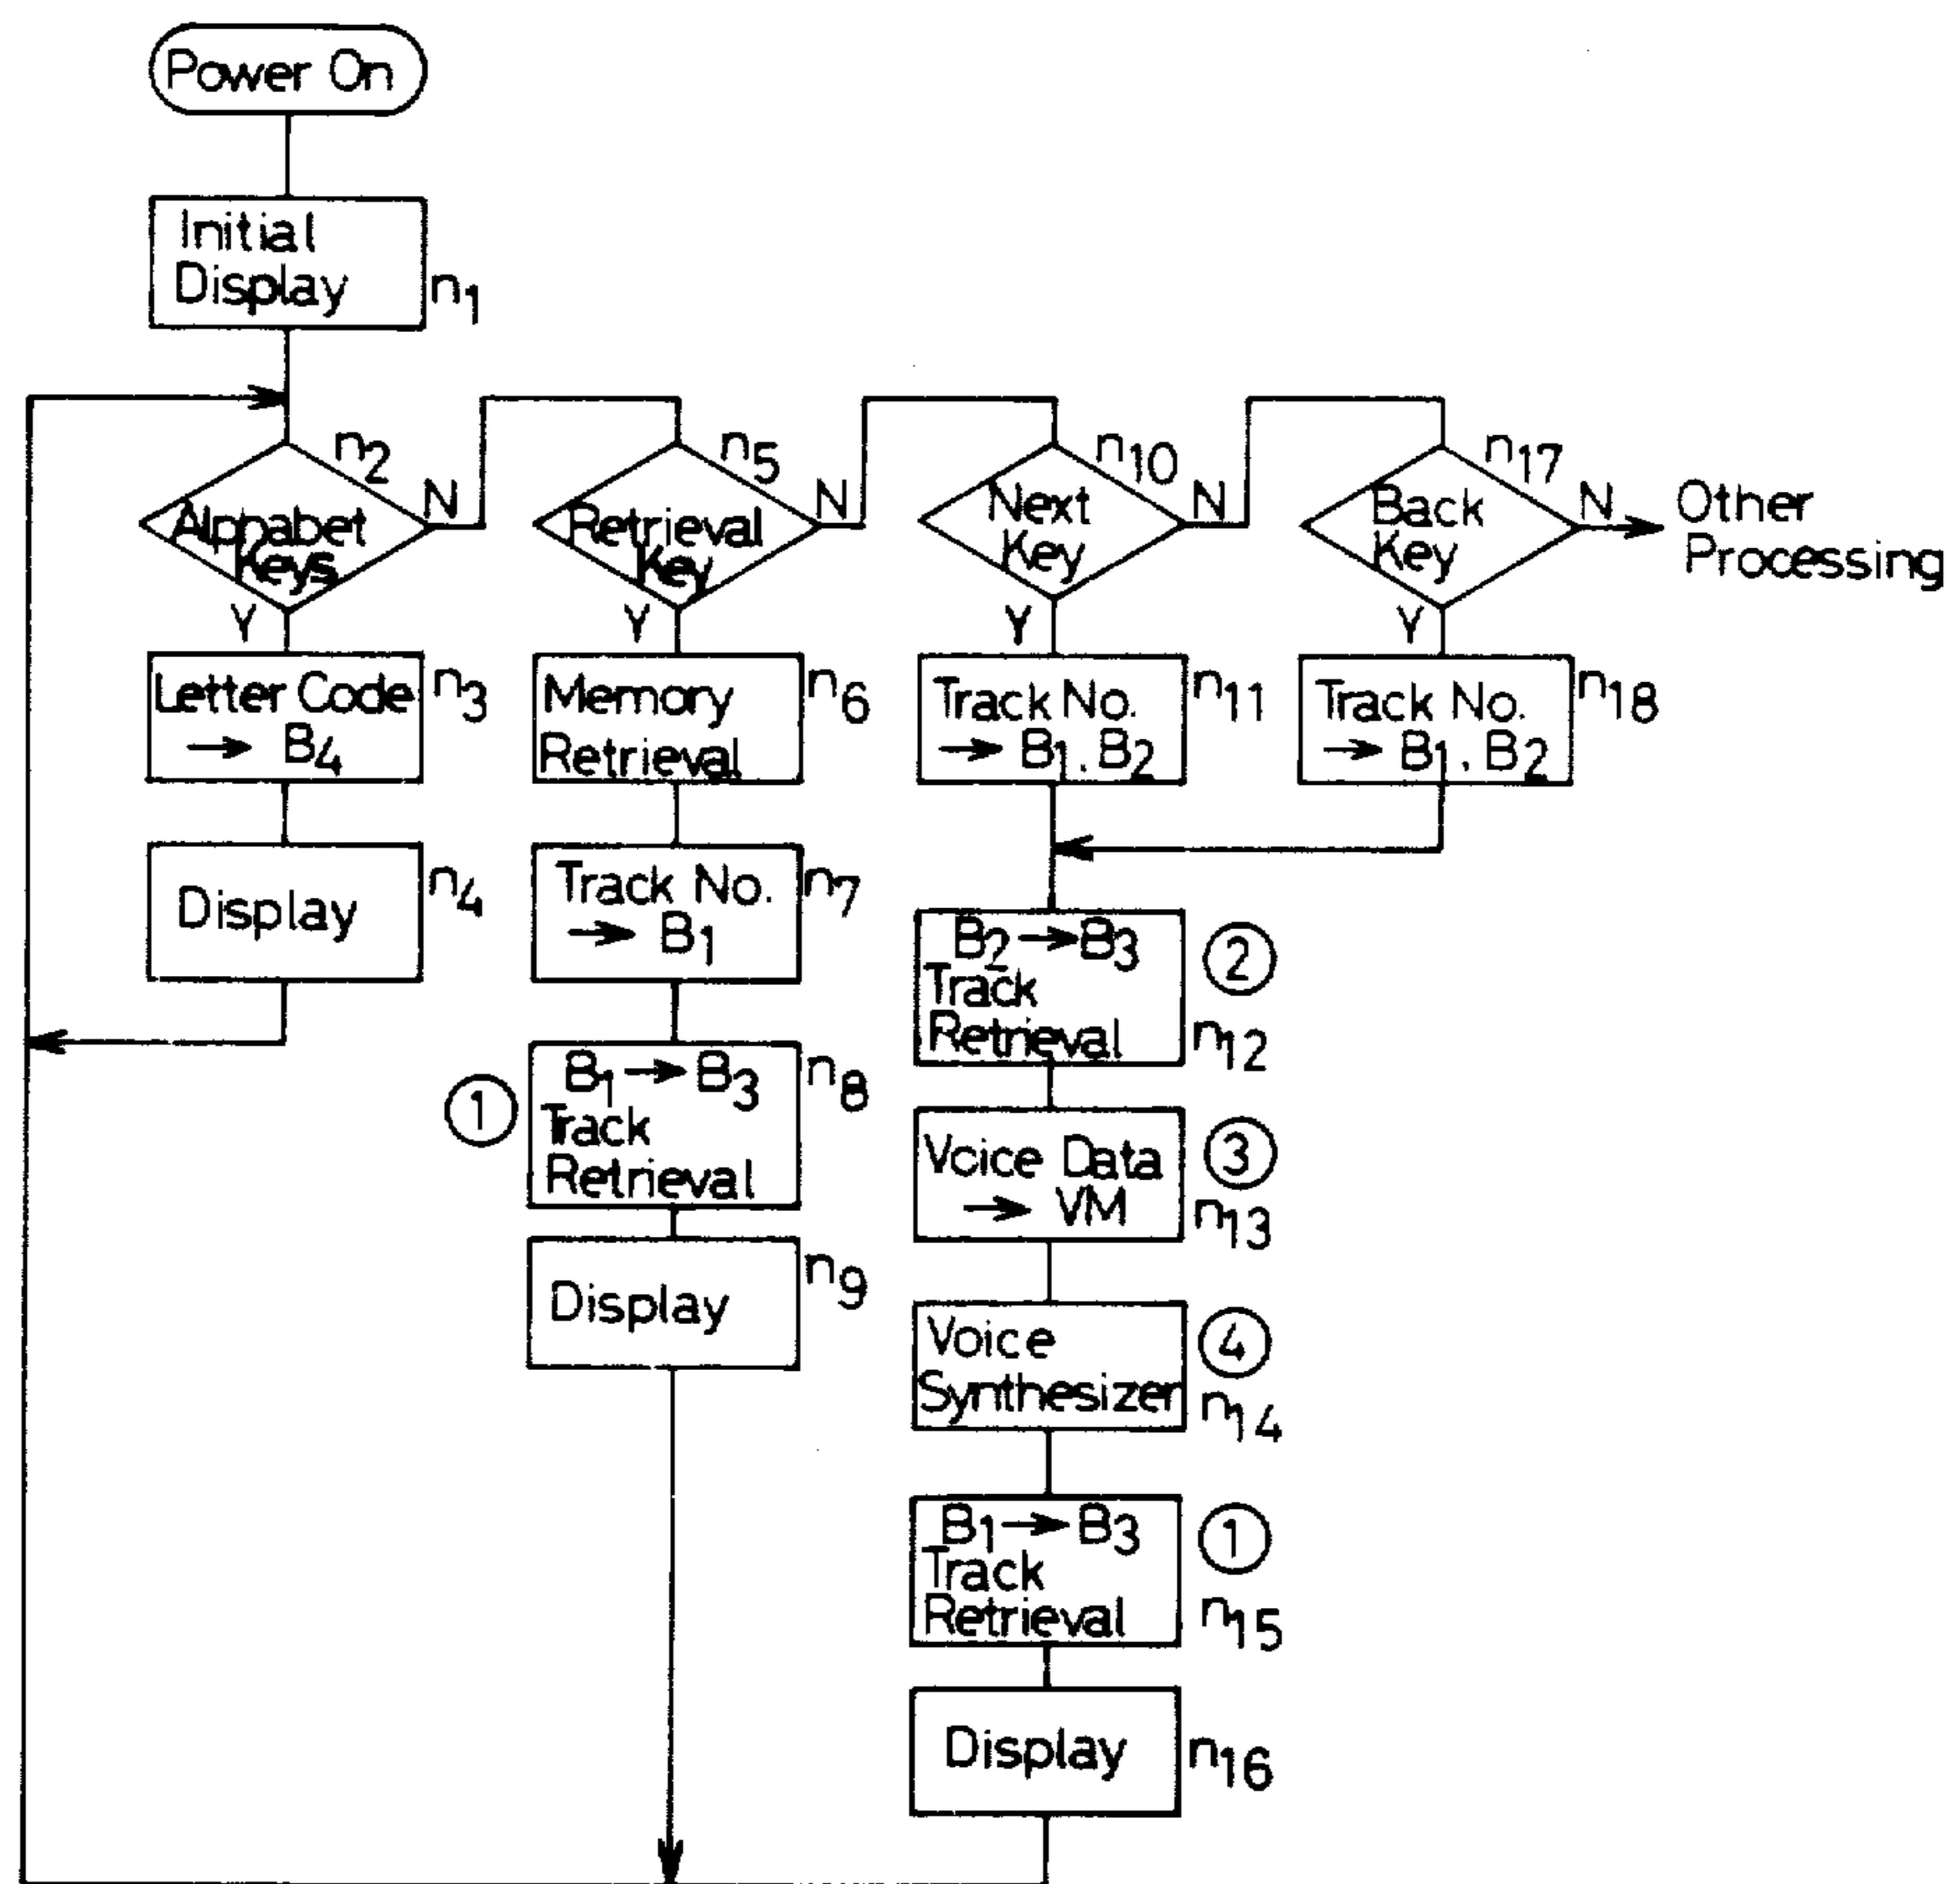 Power On
Initial
Display
n1
n2
Alphabet
Keys
N
Y
Letter Code
→ B4
n3
Display
n4
n5
Retrieval
Key
N
Y
Memory
Retrieval
n6
Track No.
→ B1
n7
B1 → B3
Track
Retrieval
n8
①
Display
n9
n10
Next
Key
N
Y
Track No.
→ B1, B2
n11
B2 → B3
Track
Retrieval
②
n12
Voice Data
→ VM
③
n13
Voice
Synthesizer
④
n14
B1 → B3
Track
Retrieval
①
n15
Display
n16
n17
Back
Key
N
Other
Processing
Y
Track No.
→ B1, B2
n18